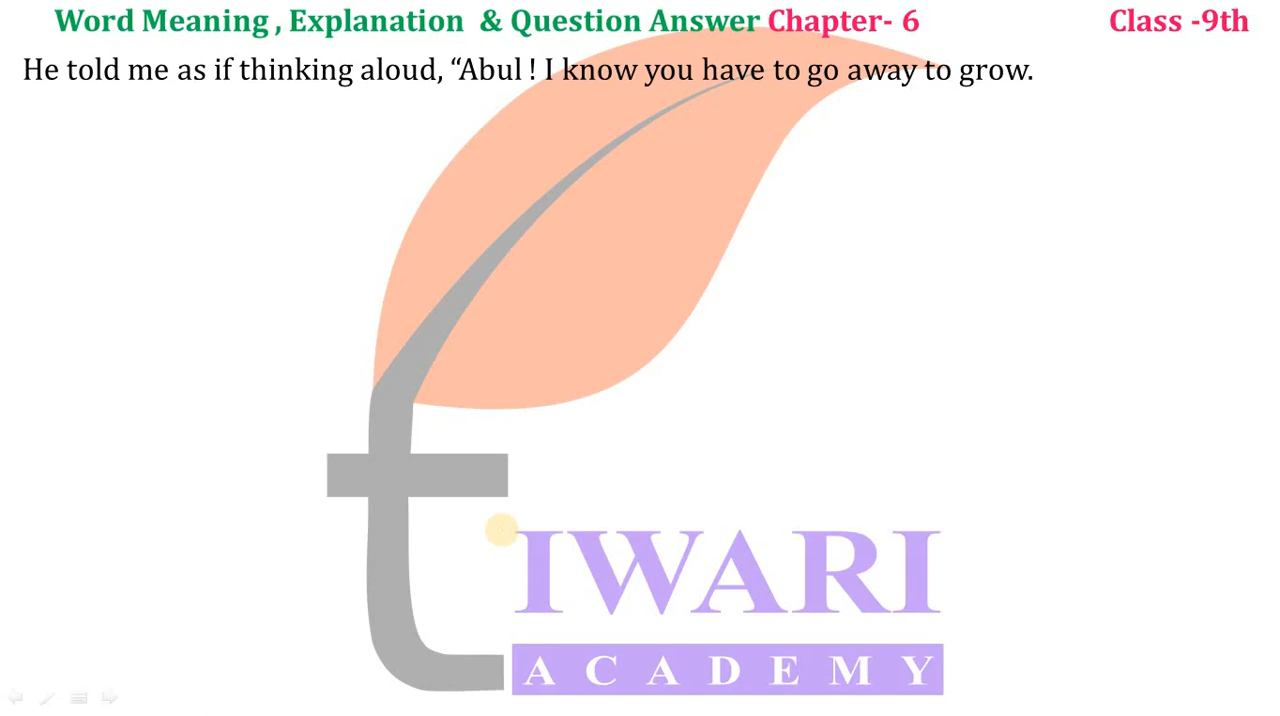 Word Meaning , Explanation & Question Answer Chapter- 6 Class -9th
He told me as if thinking aloud, “Abul ! I know you have to go away to grow.
tIWARI
ACADEMY